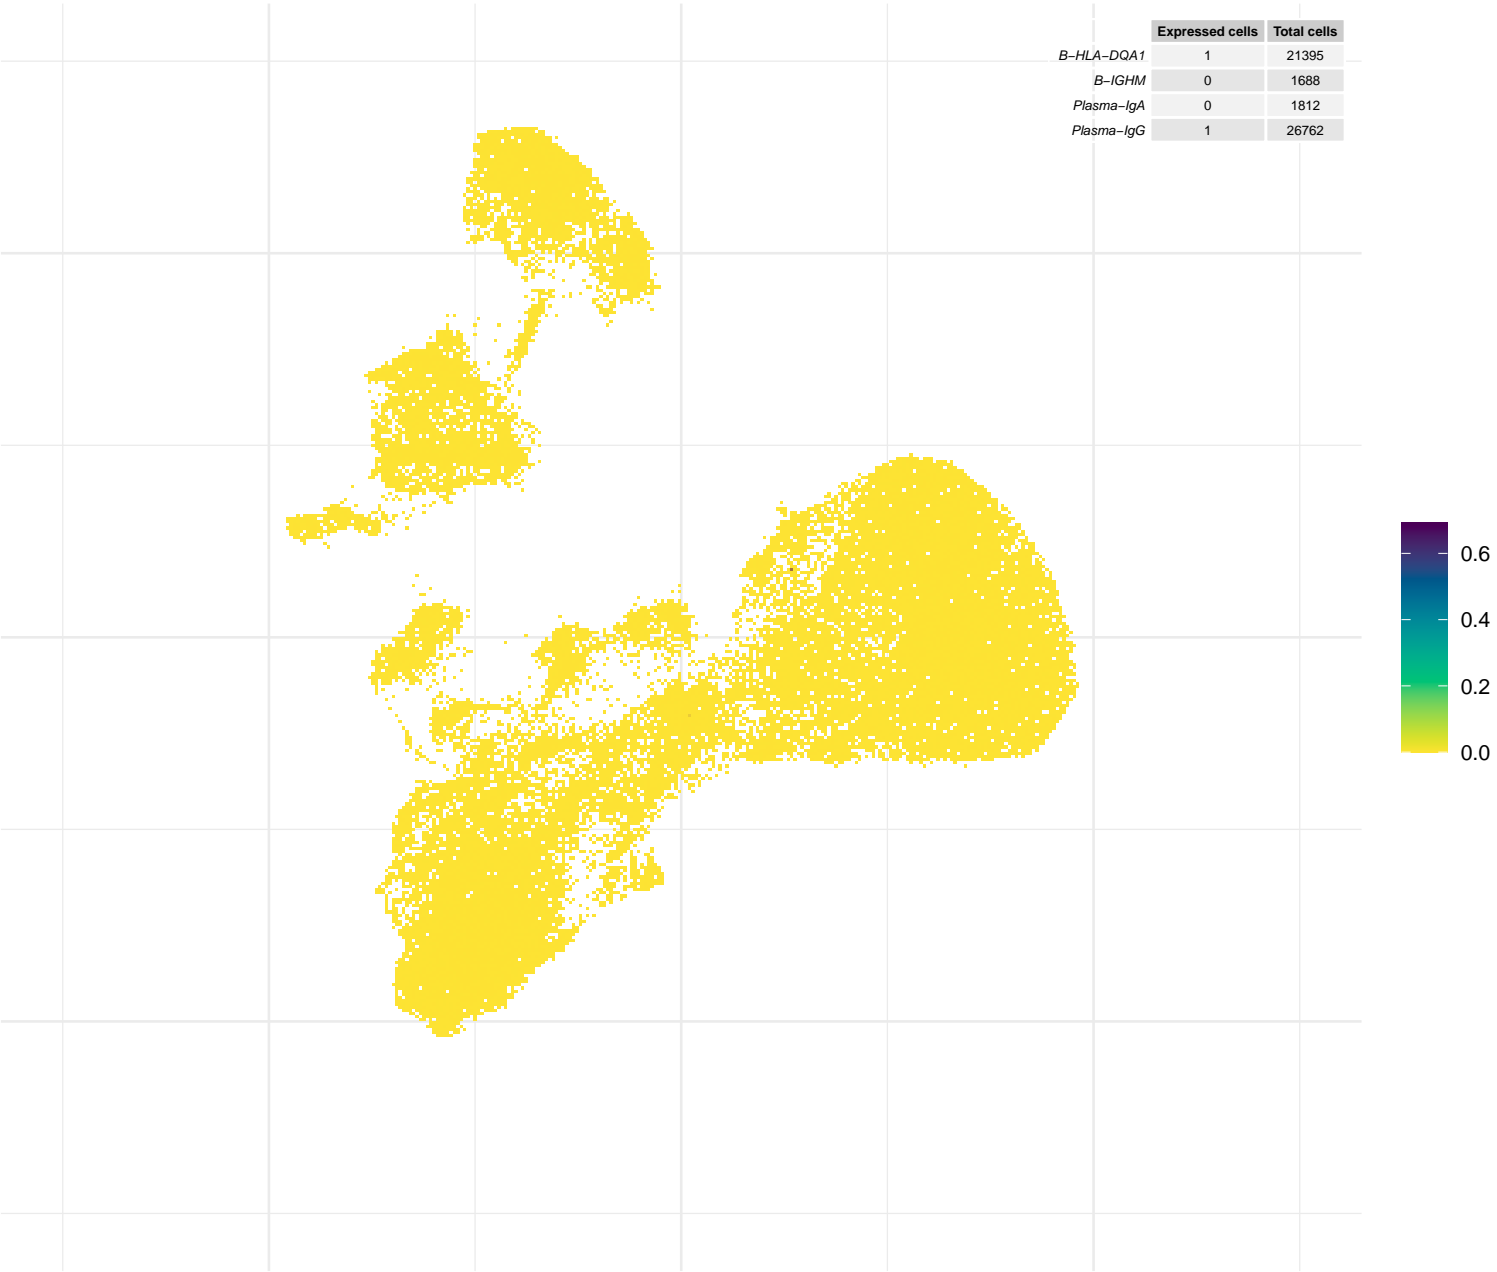 Expressed cells Total cells
B−HLA−DQA1 1 21395
B−IGHM 0 1688
Plasma−IgA 0 1812
Plasma−IgG 1 26762
0.6
0.4
0.2
0.0